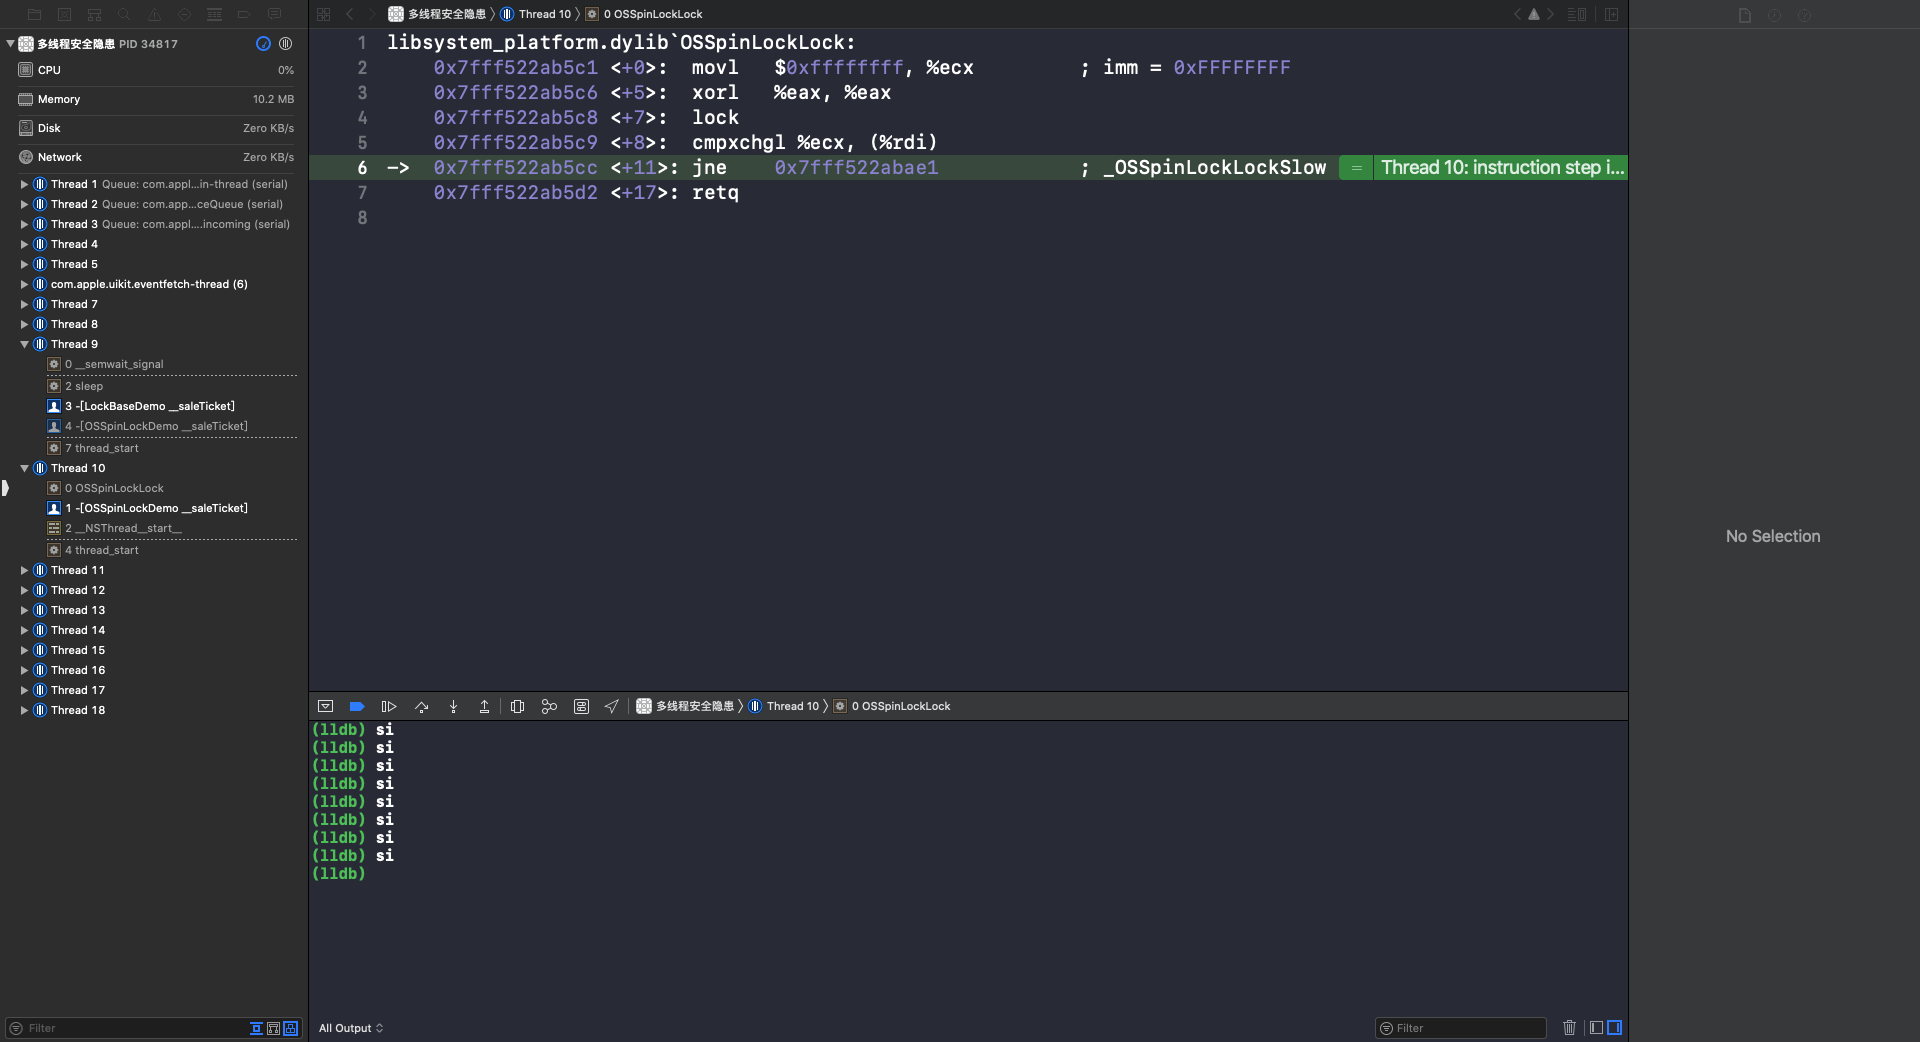 多线程安全隐患 PID 34817
CPU 0%
Memory 10.2 MB
Disk Zero KB/s
Network Zero KB/s
Thread 1 Queue: com.appl...in-thread (serial)
Thread 2 Queue: com.app...ceQueue (serial)
Thread 3 Queue: com.appl....incoming (serial)
Thread 4
Thread 5
com.apple.uikit.eventfetch-thread (6)
Thread 7
Thread 8
Thread 9
0 __semwait_signal
2 sleep
3 -[LockBaseDemo __saleTicket]
4 -[OSSpinLockDemo __saleTicket]
7 thread_start
Thread 10
0 OSSpinLockLock
1 -[OSSpinLockDemo __saleTicket]
2 __NSThread__start__
4 thread_start
Thread 11
Thread 12
Thread 13
Thread 14
Thread 15
Thread 16
Thread 17
Thread 18
Filter
多线程安全隐患 〉 Thread 10 〉 0 OSSpinLockLock
1 libsystem_platform.dylib`OSSpinLockLock:
2 0x7fff522ab5c1 <+0>: movl $0xffffffff, %ecx ; imm = 0xFFFFFFFF
3 0x7fff522ab5c6 <+5>: xorl %eax, %eax
4 0x7fff522ab5c8 <+7>: lock
5 0x7fff522ab5c9 <+8>: cmpxchgl %ecx, (%rdi)
6 -> 0x7fff522ab5cc <+11>: jne 0x7fff522abae1 ; _OSSpinLockLockSlow = Thread 10: instruction step i...
7 0x7fff522ab5d2 <+17>: retq
8
多线程安全隐患 〉 Thread 10 〉 0 OSSpinLockLock
(lldb) si
(lldb) si
(lldb) si
(lldb) si
(lldb) si
(lldb) si
(lldb) si
(lldb) si
(lldb)
All Output
Filter
No Selection